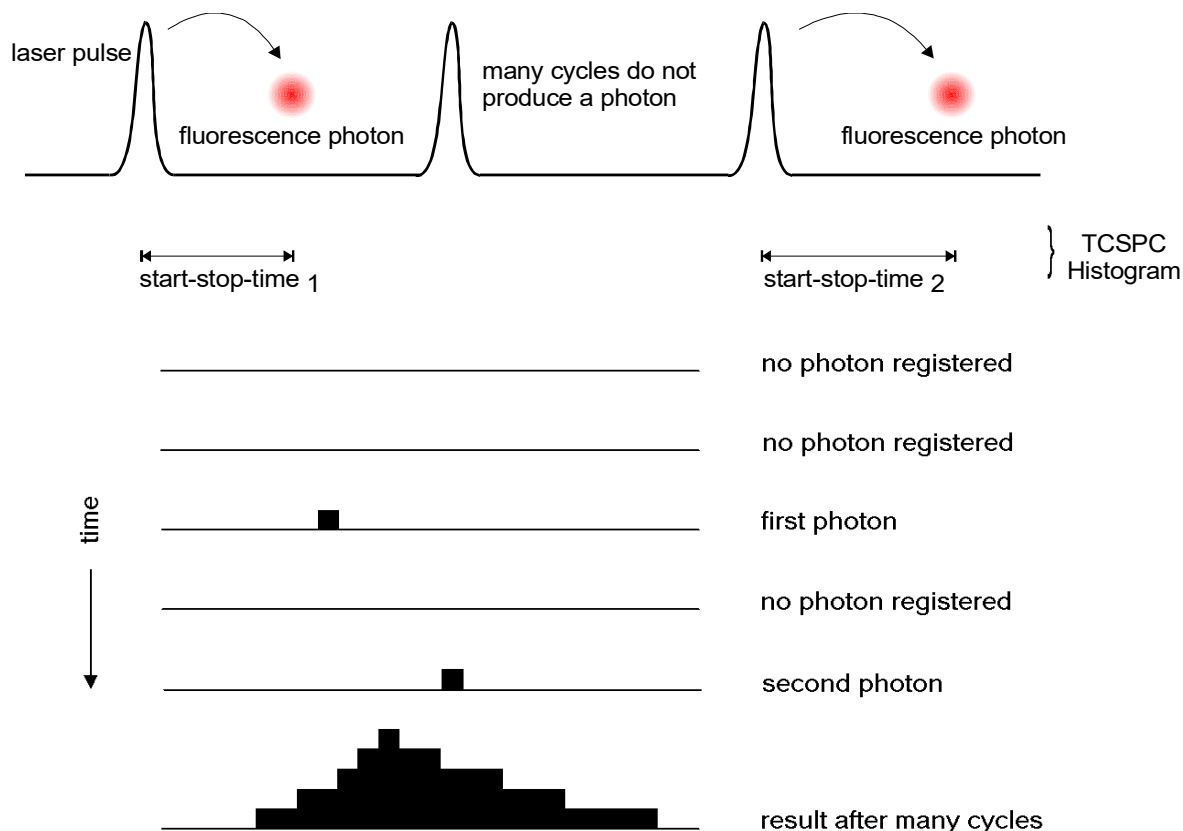 laser pulse
many cycles do not
produce a photon
fluorescence photon
fluorescence photon
start-stop-time 1
start-stop-time 2
TCSPC
Histogram
no photon registered
no photon registered
time
first photon
no photon registered
second photon
result after many cycles